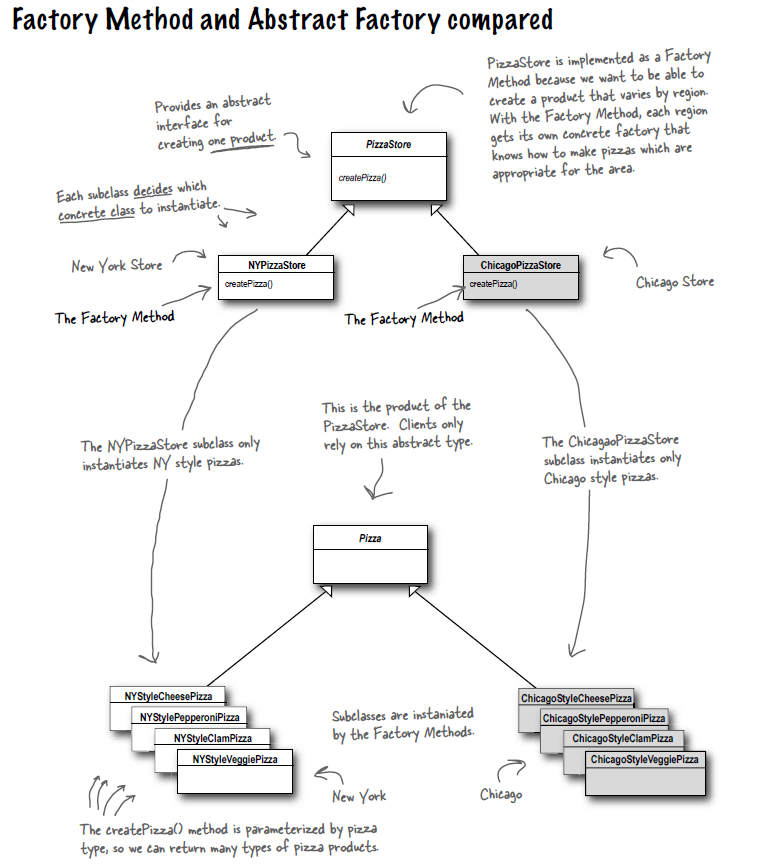 Factory Method and Abstract Factory compared
PizzaStore is implemented as a Factory
Method because we want to be able to
create a product that varies by region.
With the Factory Method, each region
gets its own concrete factory that
knows how to make pizzas which are
appropriate for the area.
Provides an abstract
interface for
creating one product.
PizzaStore
createPizza()
Each subclass decides which
concrete class to instantiate.
New York Store
NYPizzaStore
createPizza()
The Factory Method
ChicagoPizzaStore
createPizza()
The Factory Method
Chicago Store
The NYPizzaStore subclass only
instantiates NY style pizzas.
This is the product of the
PizzaStore. Clients only
rely on this abstract type.
The ChicagaoPizzaStore
subclass instantiates only
Chicago style pizzas.
Pizza
NYStyleCheesePizza
NYStylePepperoniPizza
NYStyleClamPizza
NYStyleVeggiePizza
Subclasses are instaniated
by the Factory Methods.
ChicagoStyleCheesePizza
ChicagoStylePepperoniPizza
ChicagoStyleClamPizza
ChicagoStyleVeggiePizza
New York
Chicago
The createPizza() method is parameterized by pizza
type, so we can return many types of pizza products.